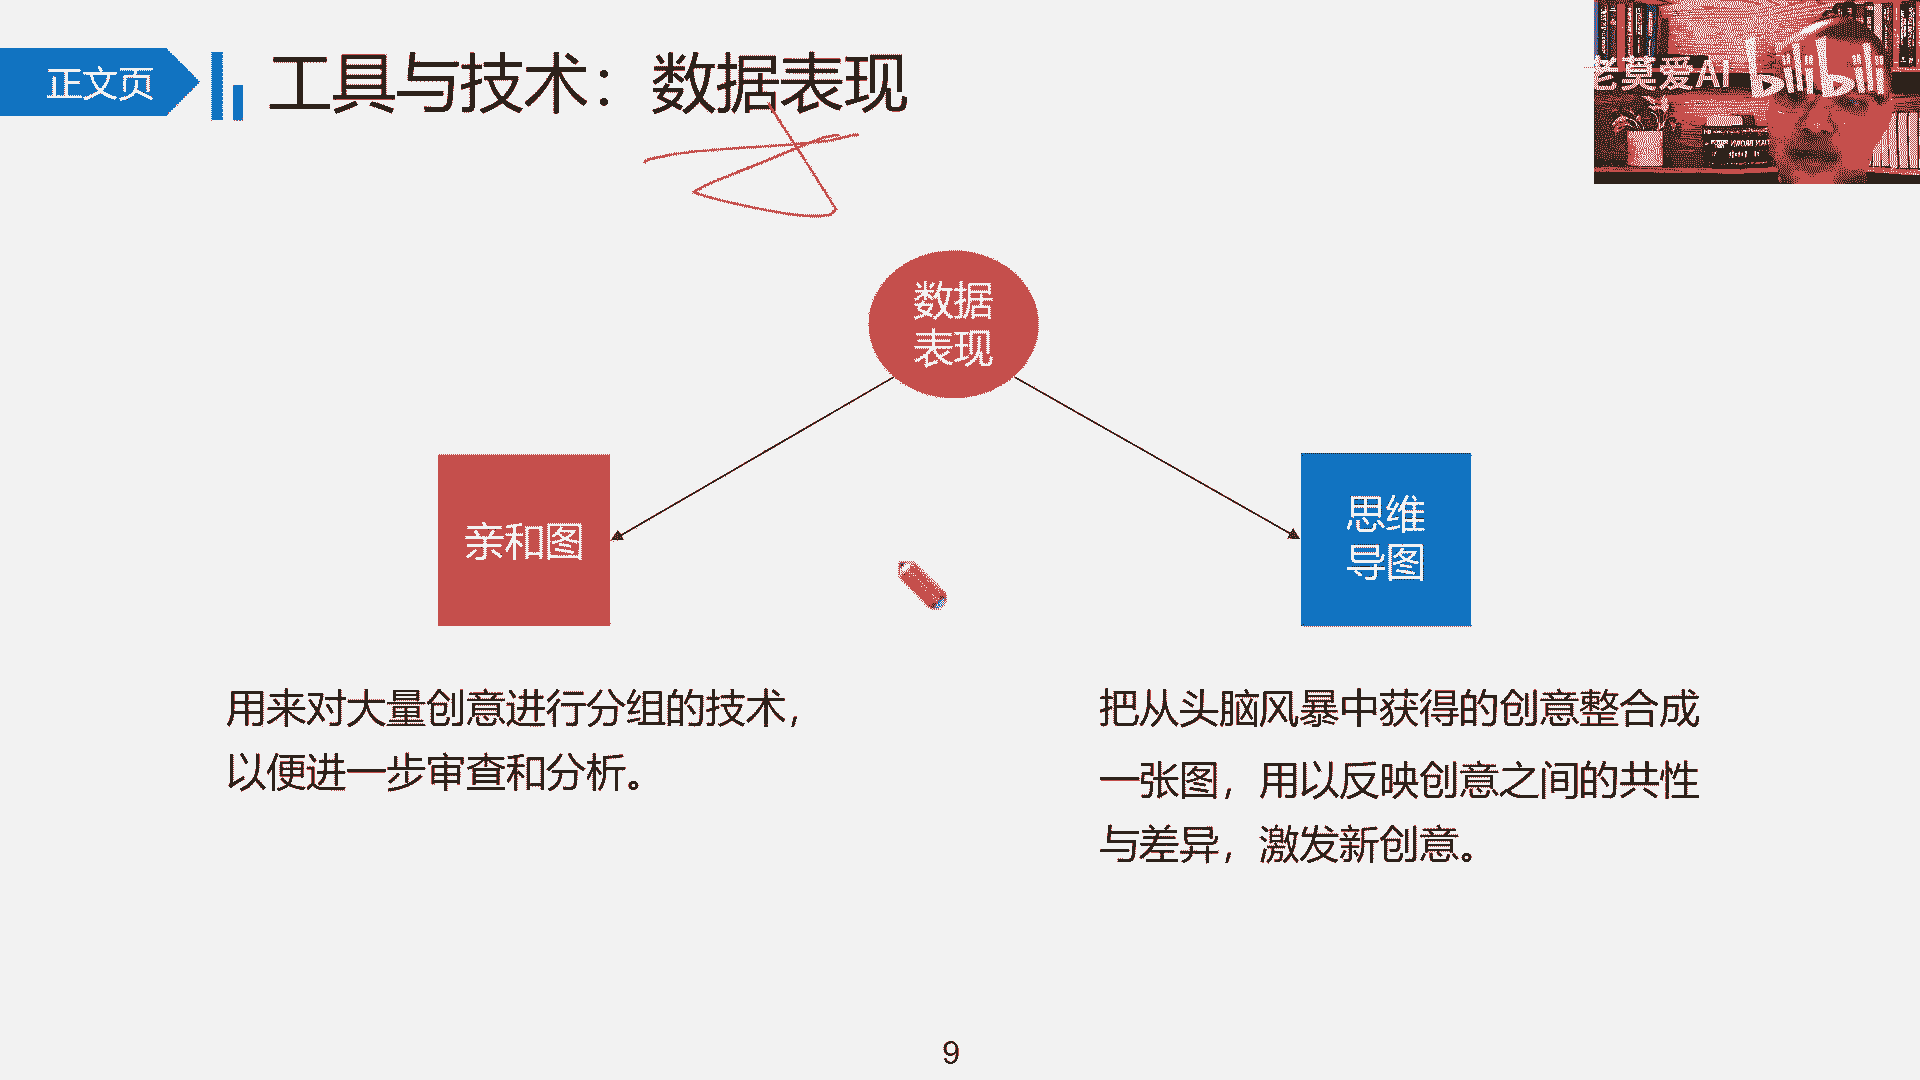 正文页
工具与技术：数据表现
老莫爱AI bilibili
数据
表现
亲和图
思维
导图
用来对大量创意进行分组的技术，
以便进一步审查和分析。
把从头脑风暴中获得的创意整合成
一张图，用以反映创意之间的共性
与差异，激发新创意。
9